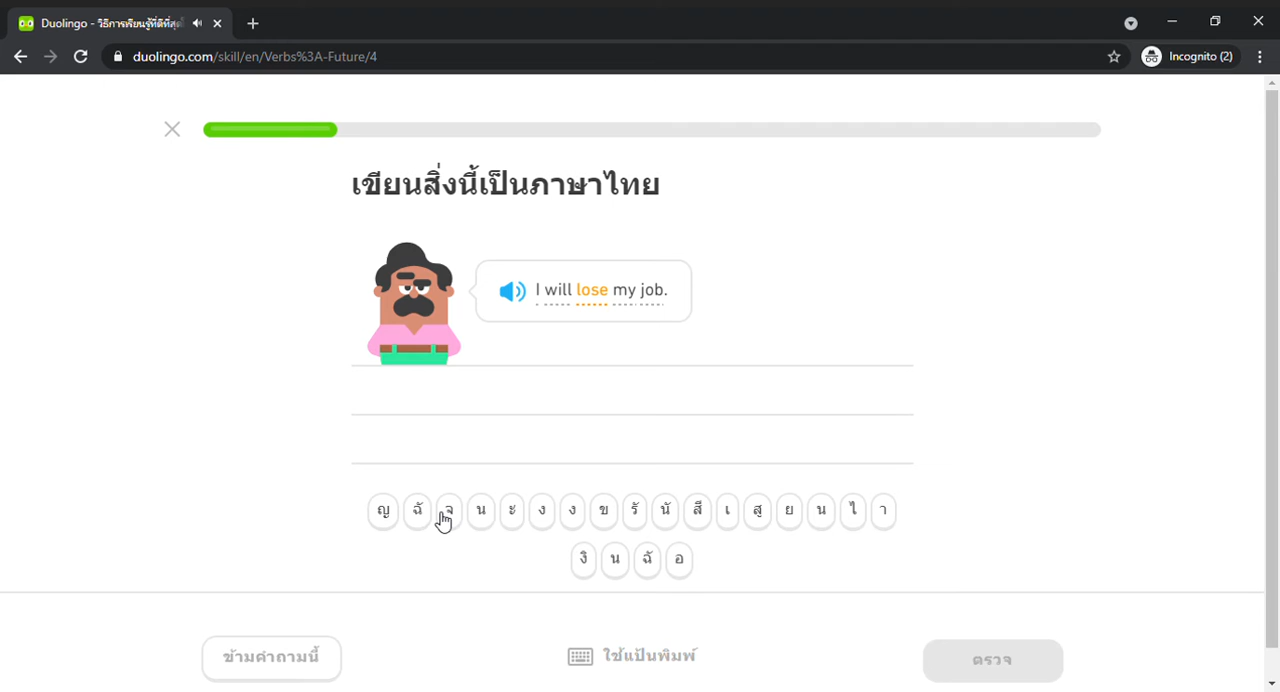 Duolingo - วิธีการเรียนรู้ที่ดีที่สุดใ
duolingo.com/skill/en/Verbs%3A-Future/4
Incognito (2)
เขียนสิ่งนี้เป็นภาษาไทย
I will lose my job.
ญ ฉั จ น ะ ง ง ข รั นั สี เ สู ย น ไ า
งิ น ฉั อ
ข้ามคำถามนี้
ใช้แป้นพิมพ์
ตรวจ